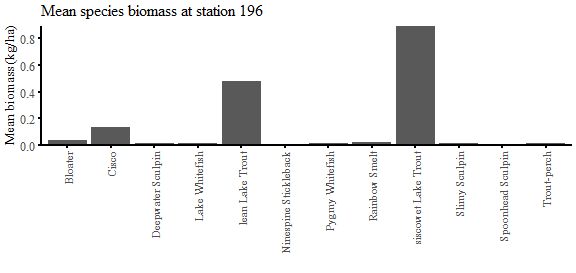 Mean species biomass at station 196
Mean biomass (kg/ha)
0.8
0.6
0.4
0.2
0.0
Bloater
Cisco
Deepwater Sculpin
Lake Whitefish
lean Lake Trout
Ninespine Stickleback
Pygmy Whitefish
Rainbow Smelt
siscowet Lake Trout
Slimy Sculpin
Spoonhead Sculpin
Trout-perch